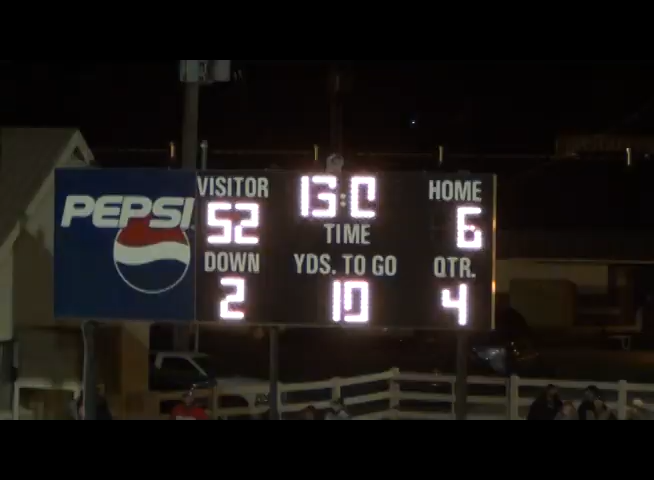 PEPSI
VISITOR 13:0 HOME
52 TIME 6
DOWN YDS. TO GO QTR.
2 10 4